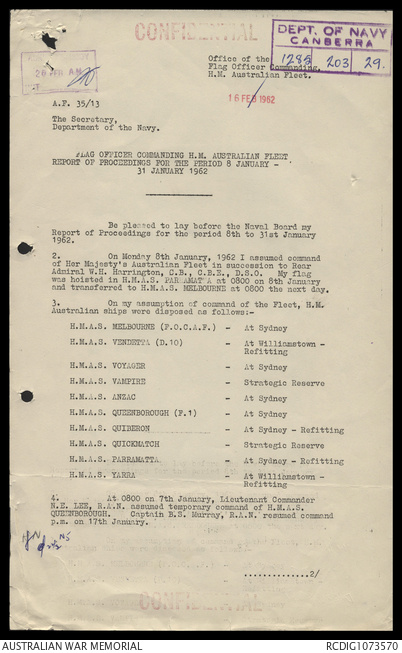 CONFIDENTIAL
DEPT. OF NAVY
CANBERRA
1283 203 29.
Office of the
Flag Officer Commanding,
H.M. Australian Fleet.
16 FEB 1962
A.F. 35/13
The Secretary,
Department of the Navy.
FLAG OFFICER COMMANDING H.M. AUSTRALIAN FLEET
REPORT OF PROCEEDINGS FOR THE PERIOD 8 JANUARY -
31 JANUARY 1962
Be pleased to lay before the Naval Board my
Report of Proceedings for the period 8th to 31st January
1962.
2. On Monday 8th January, 1962 I assumed command
of Her Majesty's Australian Fleet in succession to Rear
Admiral W.H. Harrington, C.B., C.B.E., D.S.O. My flag
was hoisted in H.M.A.S. PARRAMATTA at 0800 on 8th January
and transferred to H.M.A.S. MELBOURNE at 0800 the next day.
3. On my assumption of command of the Fleet, H.M.
Australian ships were disposed as follows:-
H.M.A.S. MELBOURNE (F.O.C.A.F.) - At Sydney
H.M.A.S. VENDETTA (D.10) - At Williamstown -
Refitting
H.M.A.S. VOYAGER - At Sydney
H.M.A.S. VAMPIRE - Strategic Reserve
H.M.A.S. ANZAC - At Sydney
H.M.A.S. QUEENBOROUGH (F.1) - At Sydney
H.M.A.S. QUIBERON - At Sydney - Refitting
H.M.A.S. QUICKMATCH - Strategic Reserve
H.M.A.S. PARRAMATTA - At Sydney - Refitting
H.M.A.S. YARRA - At Williamstown -
Refitting
4. At 0800 on 7th January, Lieutenant Commander
N.E. LEE, R.A.N. assumed temporary command of H.M.A.S.
QUEENBOROUGH. Captain B.S. Murray, R.A.N. resumed command
p.m. on 17th January.
..............2/
CONFIDENTIAL
AUSTRALIAN WAR MEMORIAL
RCDIG1073570